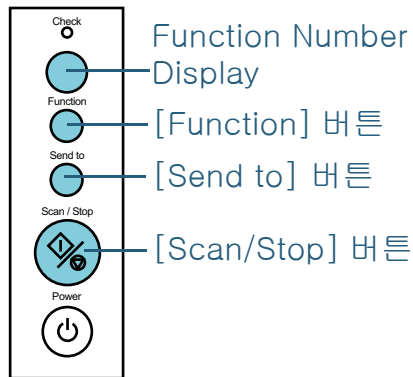 Check
Function Number
Display
Function
[Function] 버튼
Send to
[Send to] 버튼
Scan / Stop
[Scan/Stop] 버튼
Power